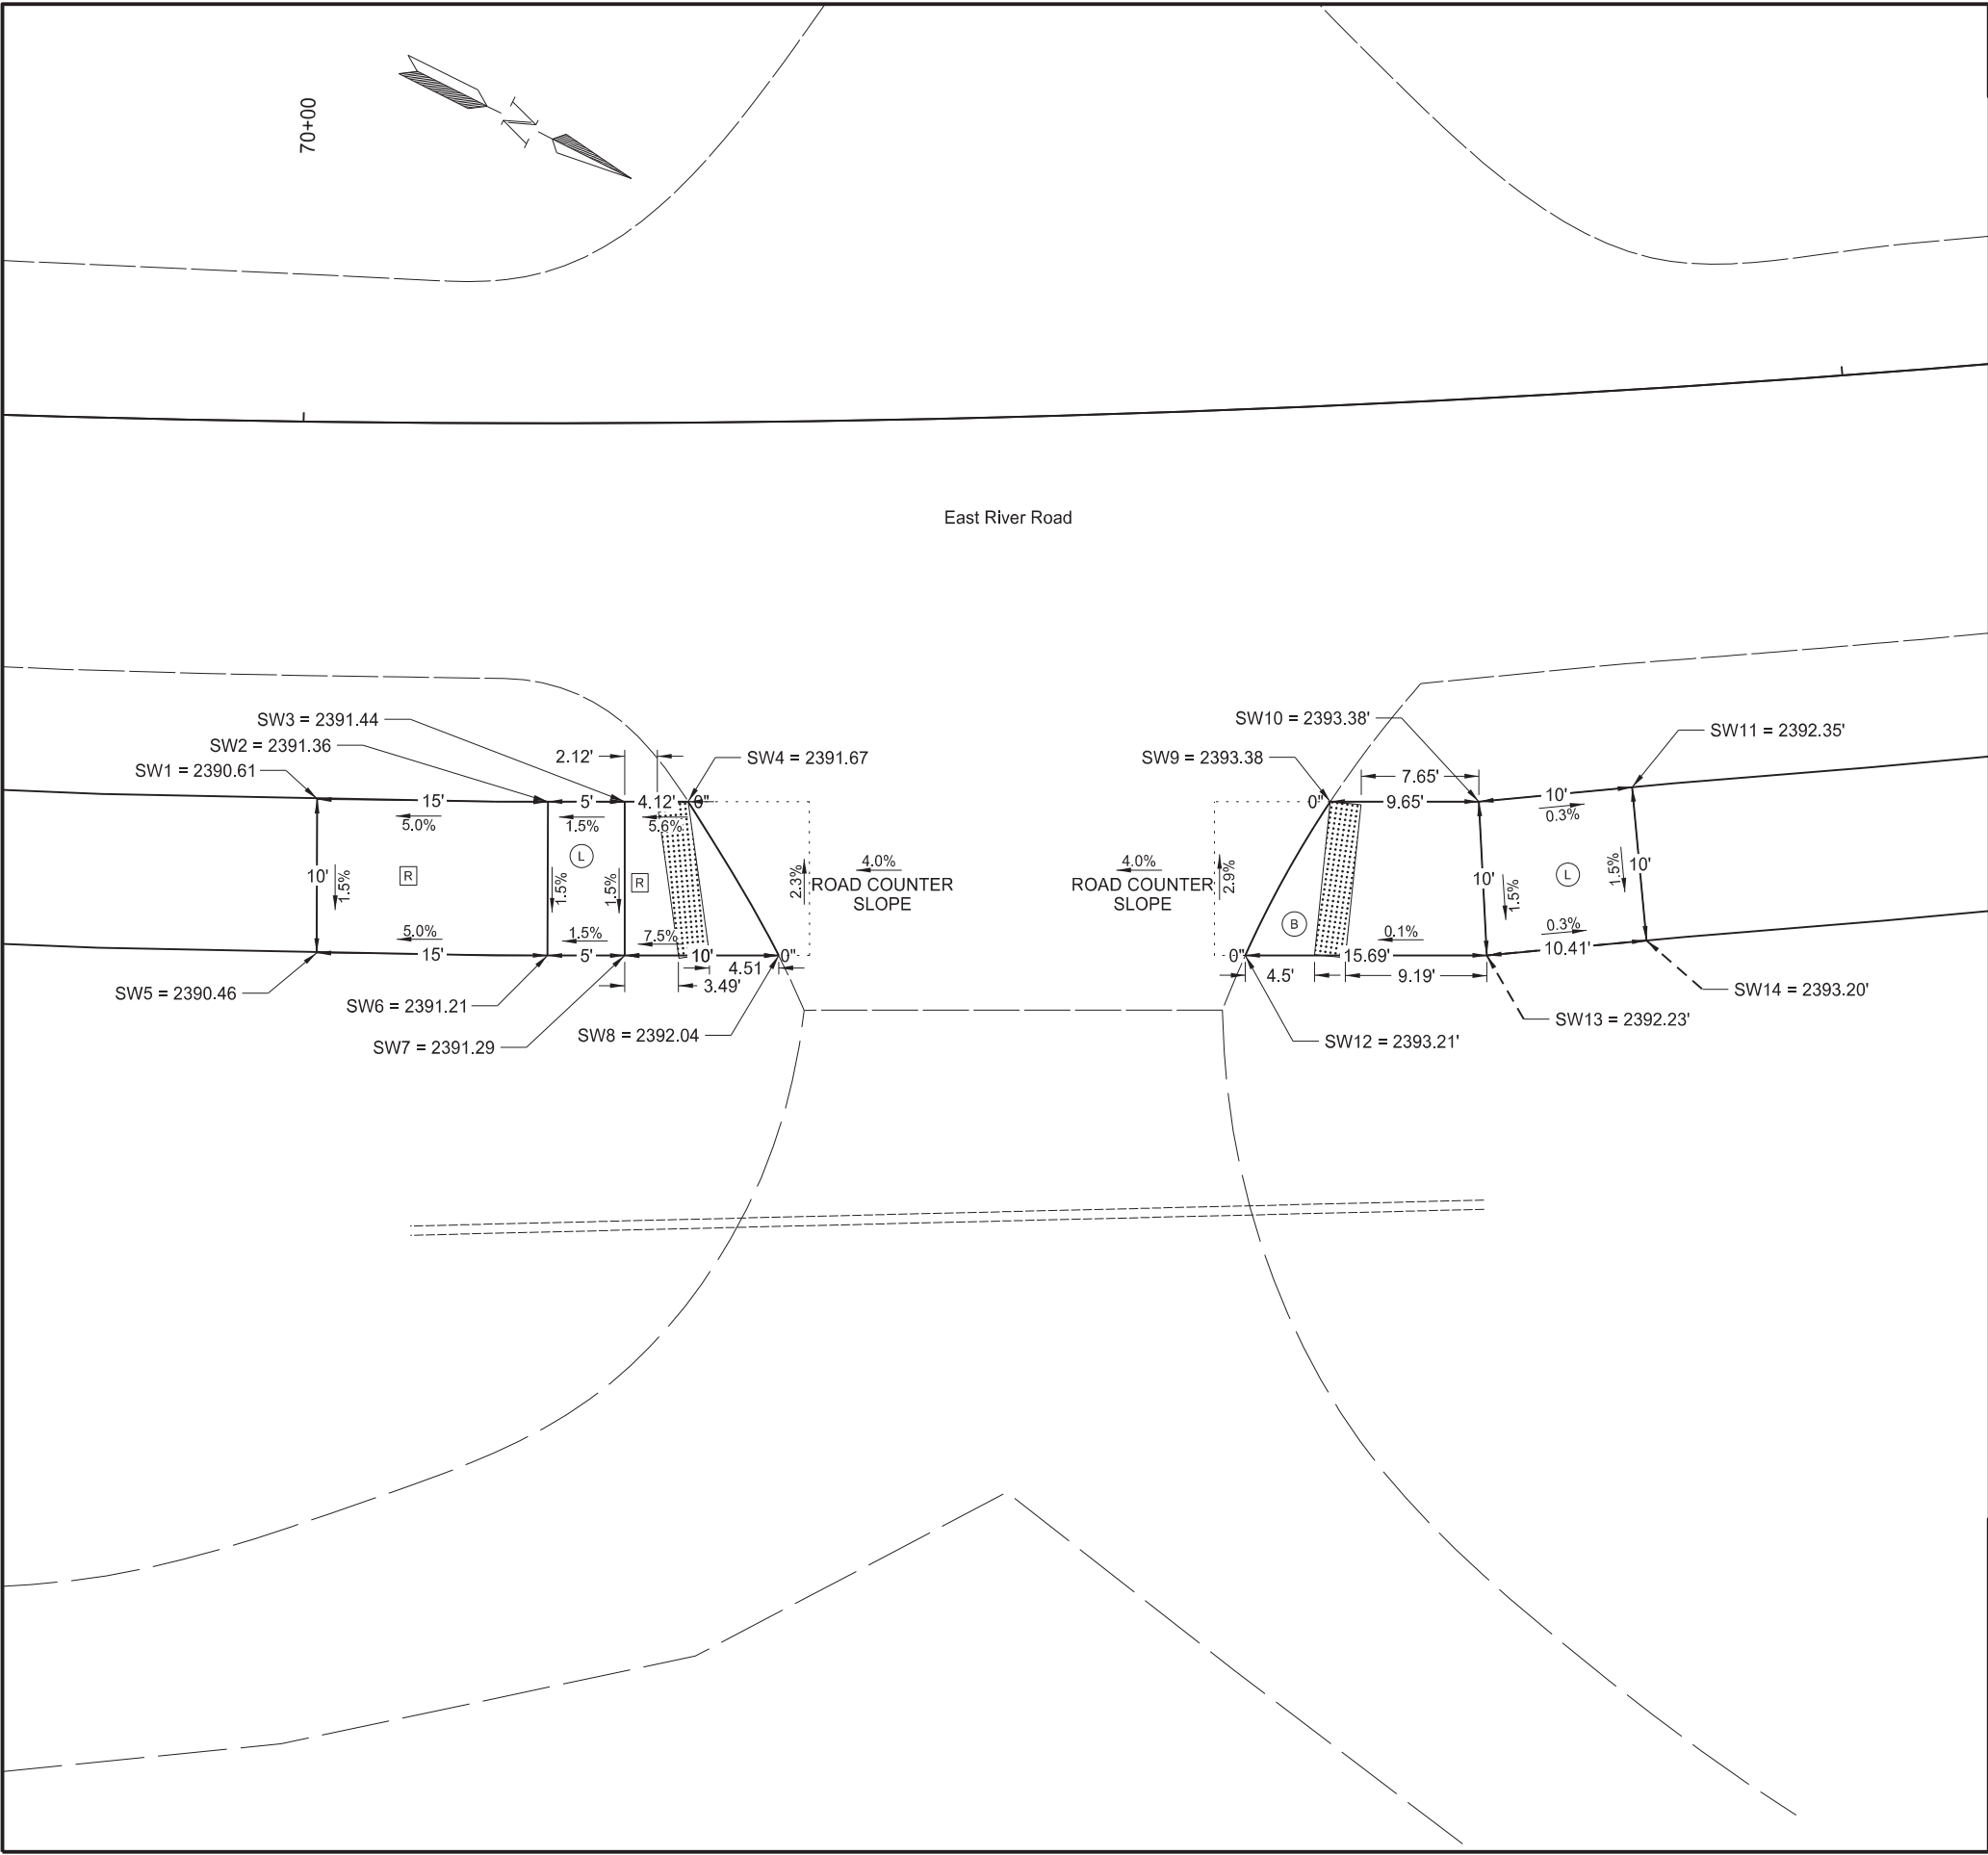 70+00
N
East River Road
SW3 = 2391.44
SW2 = 2391.36
SW1 = 2390.61
2.12'
SW4 = 2391.67
15'
5'
4.12'
0"
5.0%
1.5%
5.6%
L
R
R
10'
1.5%
1.5%
1.5%
2.3%
4.0%
ROAD COUNTER
SLOPE
5.0%
1.5%
7.5%
15'
5'
10'
0"
4.51
3.49'
SW5 = 2390.46
SW6 = 2391.21
SW7 = 2391.29
SW8 = 2392.04
SW10 = 2393.38'
SW9 = 2393.38
SW11 = 2392.35'
7.65'
0"
9.65'
10'
0.3%
4.0%
ROAD COUNTER
SLOPE
2.9%
B
10'
1.5%
L
1.5%
10'
0.1%
0.3%
0"
15.69'
10.41'
4.5'
9.19'
SW14 = 2393.20'
SW13 = 2392.23'
SW12 = 2393.21'